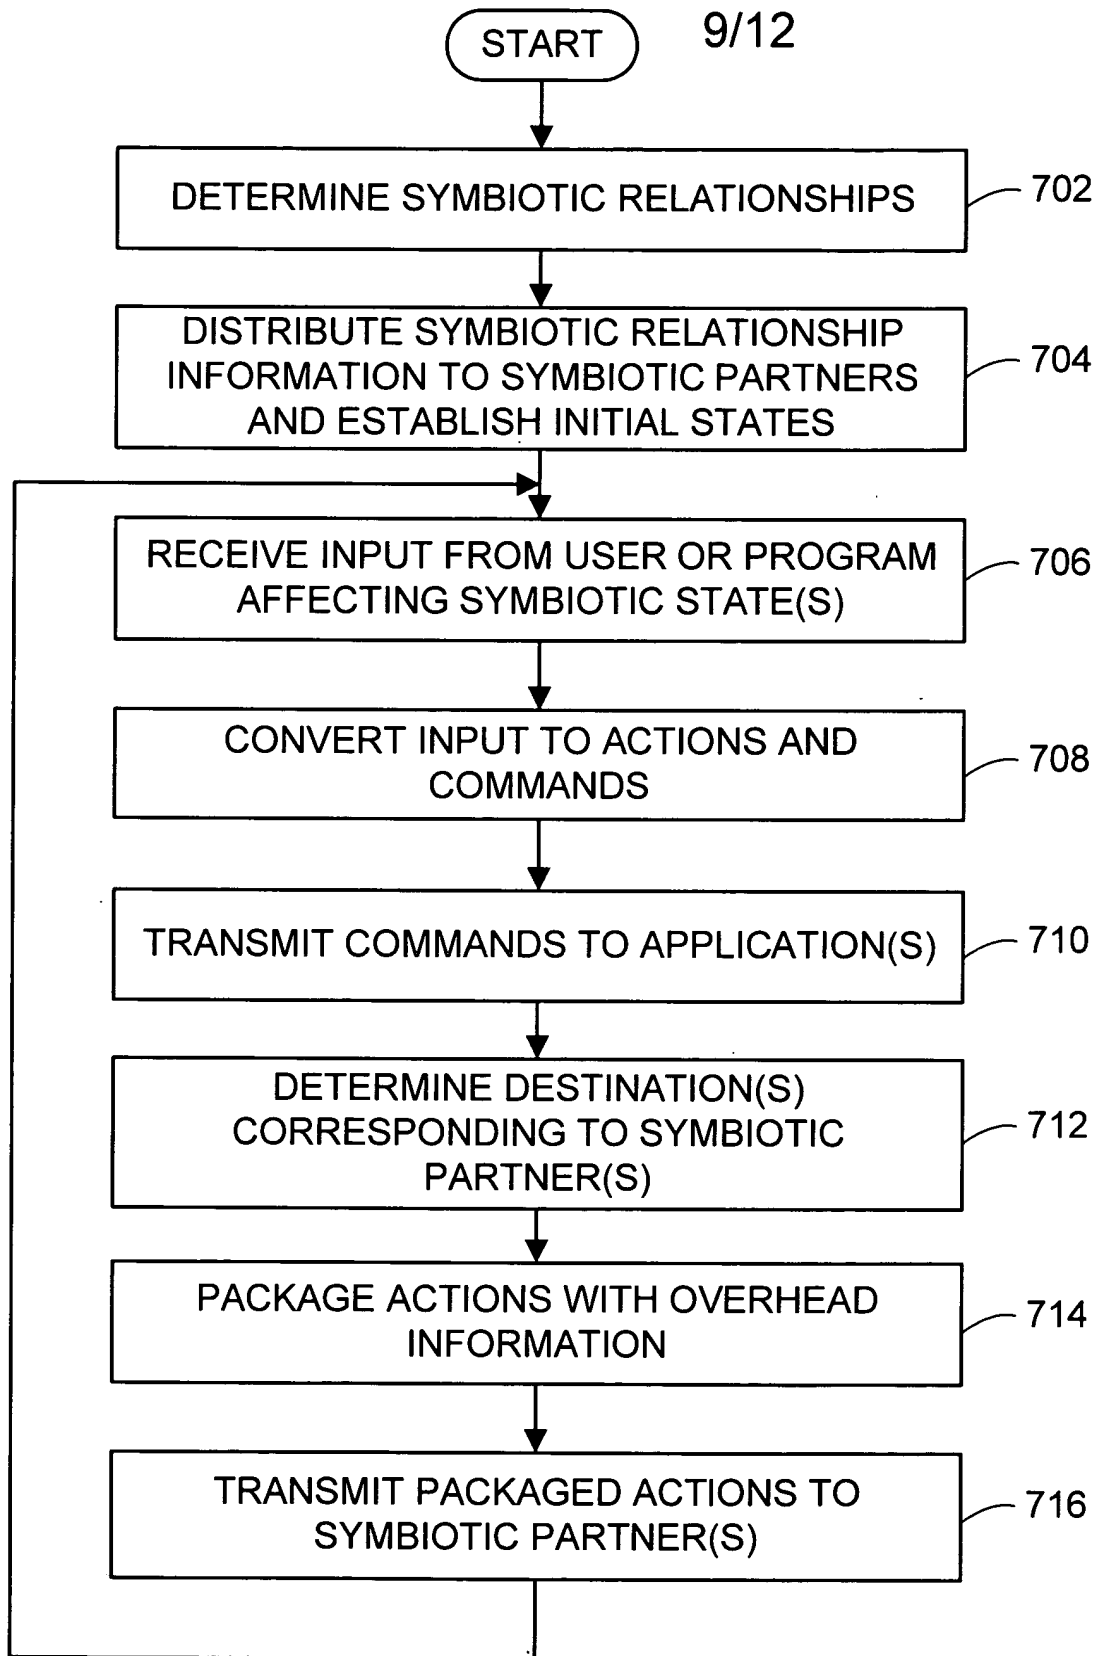 START
9/12
DETERMINE SYMBIOTIC RELATIONSHIPS
702
DISTRIBUTE SYMBIOTIC RELATIONSHIP
INFORMATION TO SYMBIOTIC PARTNERS
AND ESTABLISH INITIAL STATES
704
RECEIVE INPUT FROM USER OR PROGRAM
AFFECTING SYMBIOTIC STATE(S)
706
CONVERT INPUT TO ACTIONS AND
COMMANDS
708
TRANSMIT COMMANDS TO APPLICATION(S)
710
DETERMINE DESTINATION(S)
CORRESPONDING TO SYMBIOTIC
PARTNER(S)
712
PACKAGE ACTIONS WITH OVERHEAD
INFORMATION
714
TRANSMIT PACKAGED ACTIONS TO
SYMBIOTIC PARTNER(S)
716